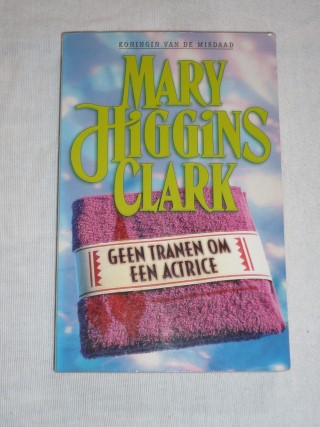 KONINGIN VAN DE MISDAAD
MARY
HIGGINS
CLARK
GEEN TRANEN OM
EEN ACTRICE